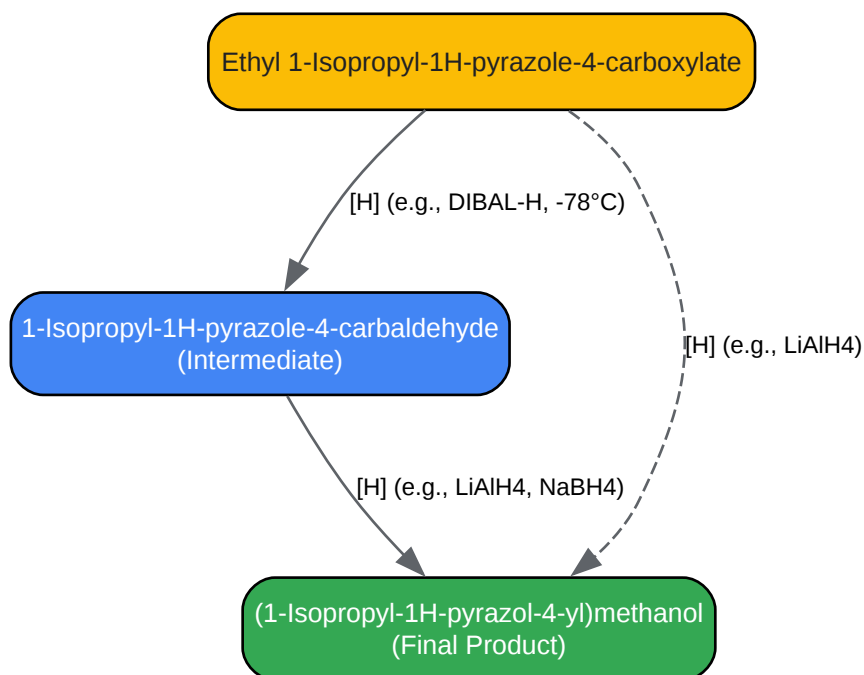 Ethyl 1-Isopropyl-1H-pyrazole-4-carboxylate
[H] (e.g., DIBAL-H, -78°C)
1-Isopropyl-1H-pyrazole-4-carbaldehyde
(Intermediate)
[H] (e.g., LiAlH4)
[H] (e.g., LiAlH4, NaBH4)
(1-Isopropyl-1H-pyrazol-4-yl)methanol
(Final Product)